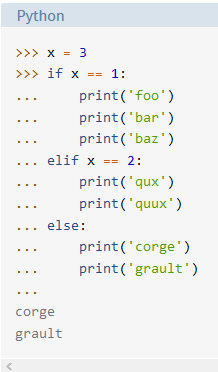 Python
>>> x = 3
>>> if x == 1:
...     print('foo')
...     print('bar')
...     print('baz')
... elif x == 2:
...     print('qux')
...     print('quux')
... else:
...     print('corge')
...     print('grault')
...
corge
grault